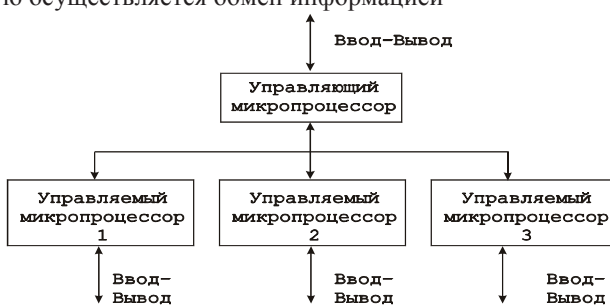 осуществляется обмен информацией
Ввод-Вывод
Управляющий
микропроцессор
Управляемый
микропроцессор
1
Управляемый
микропроцессор
2
Управляемый
микропроцессор
3
Ввод-
Вывод
Ввод-
Вывод
Ввод-
Вывод